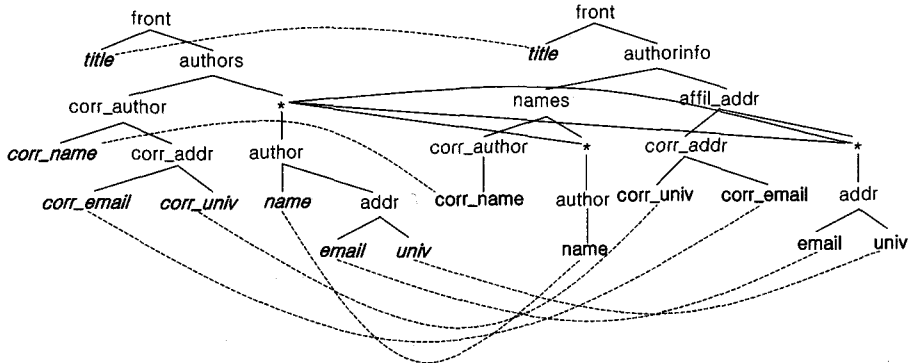 front front
title authors title authorinfo
corr_author * names affil_addr
corr_name corr_addr author corr_author * corr_addr *
corr_email corr_univ name addr corr_name author corr_univ corr_email addr
email univ name email univ